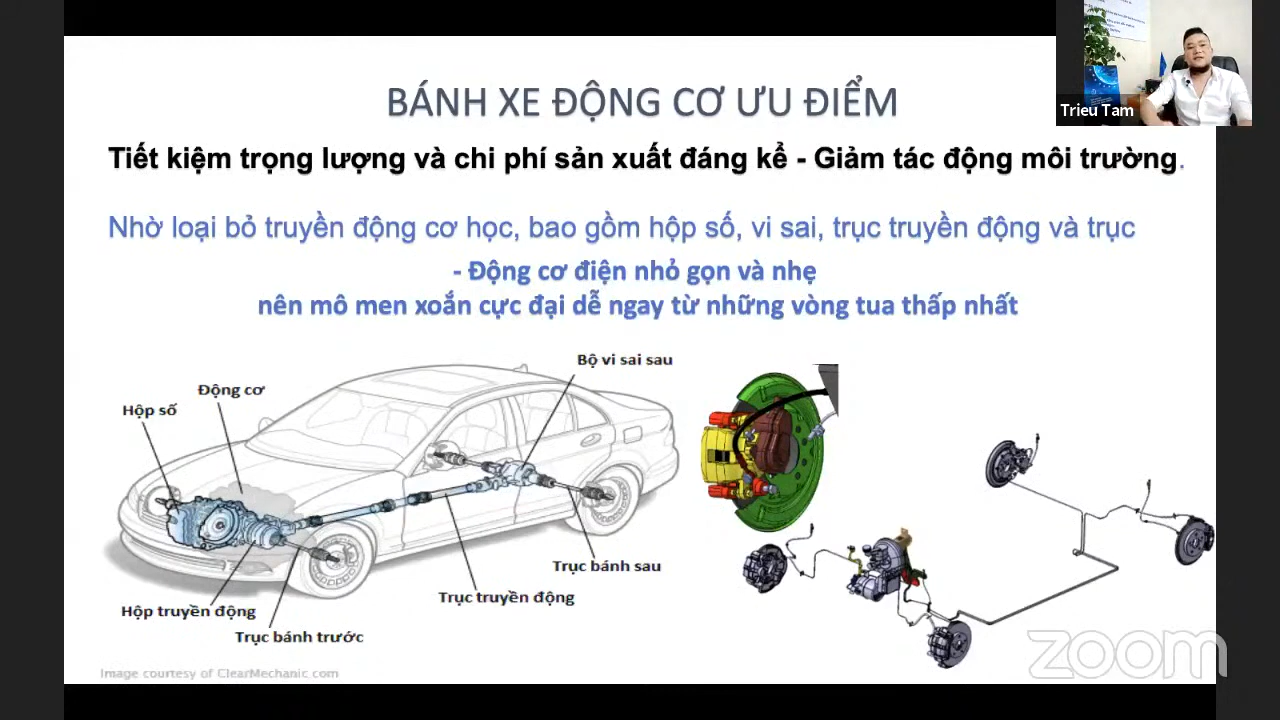 Trieu Tam
BÁNH XE ĐỘNG CƠ ƯU ĐIỂM
Tiết kiệm trọng lượng và chi phí sản xuất đáng kể - Giảm tác động môi trường.
Nhờ loại bỏ truyền động cơ học, bao gồm hộp số, vi sai, trục truyền động và trục
- Động cơ điện nhỏ gọn và nhẹ
nên mô men xoắn cực đại dễ ngay từ những vòng tua thấp nhất
Bộ vi sai sau
Động cơ
Hộp số
Trục bánh sau
Trục truyền động
Hộp truyền động
Trục bánh trước
Image courtesy of ClearMechanic.com
zoom